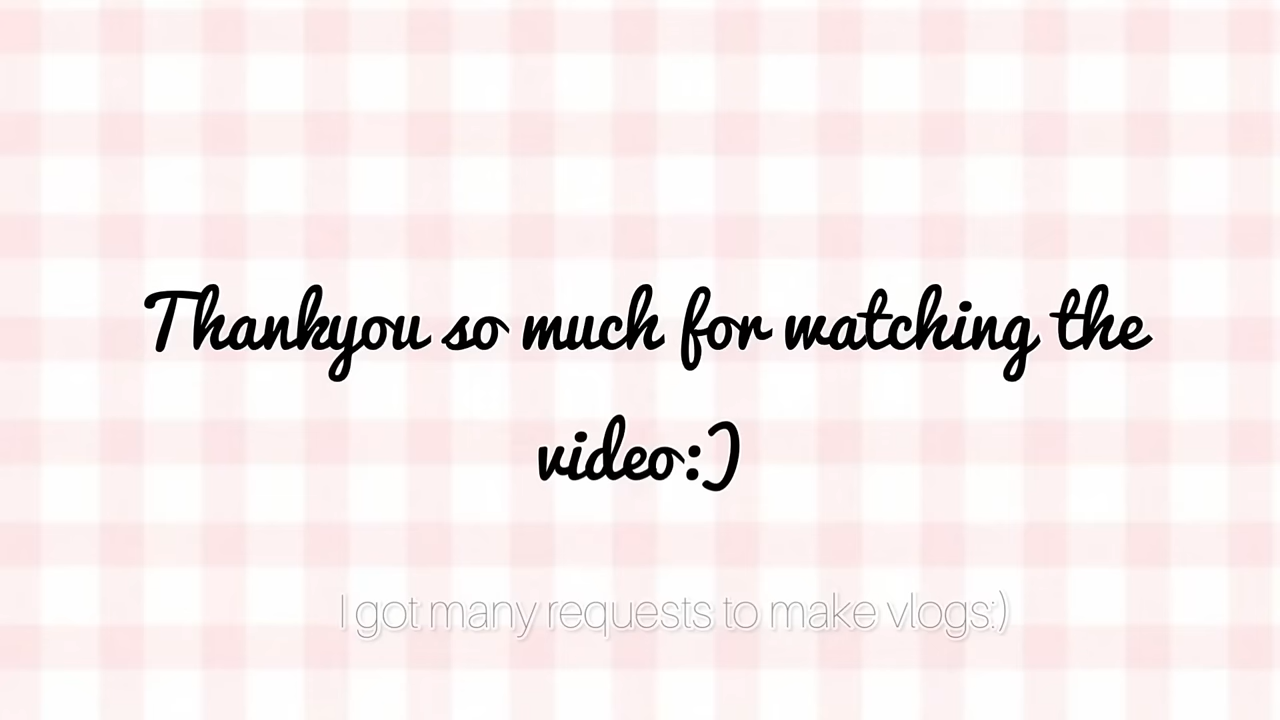 Thankyou so much for watching the
video:)
I got many requests to make vlogs:)